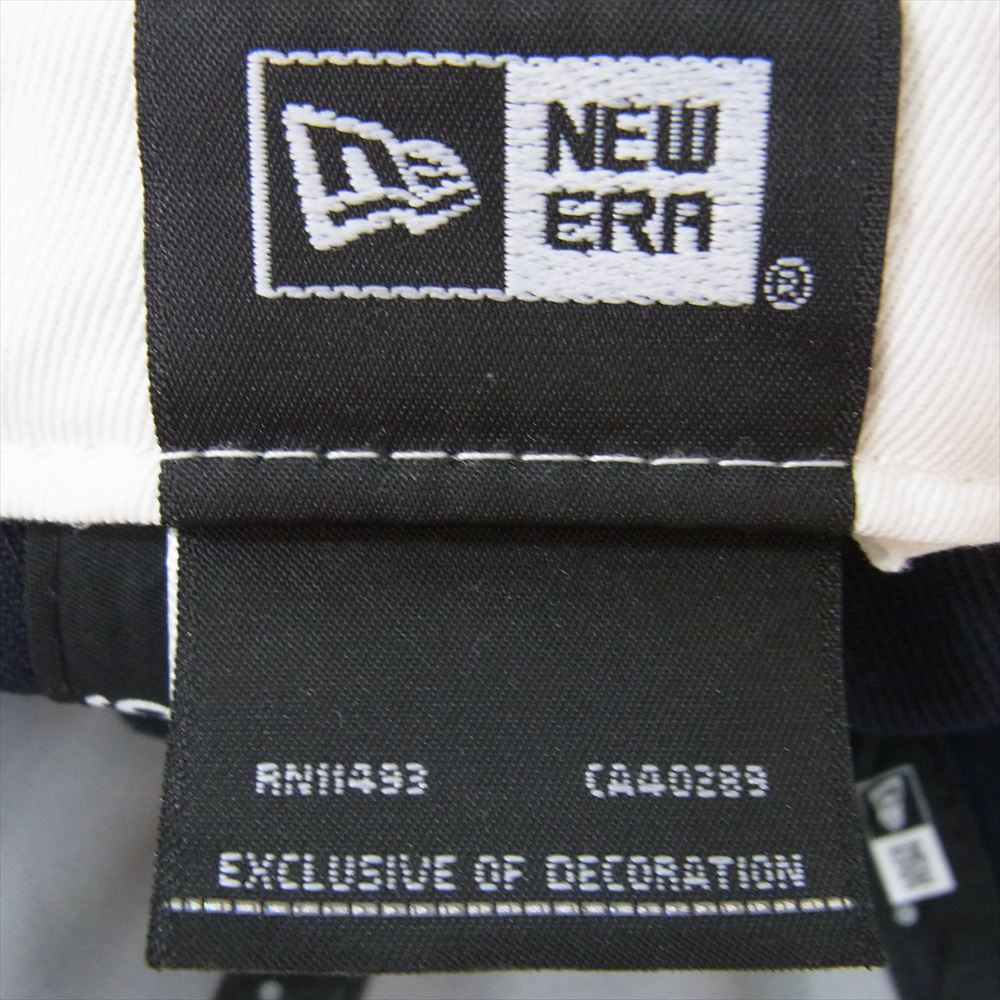 NEW
ERA
®
RN11493 CA40289
EXCLUSIVE OF DECORATION